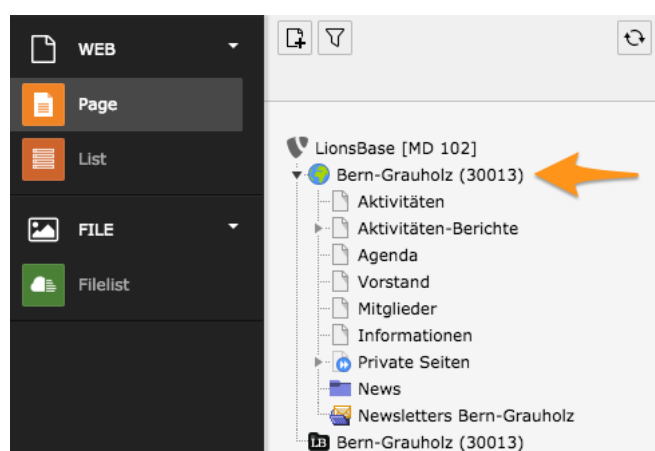 WEB
Page
List
FILE
Filelist
LionsBase [MD 102]
Bern-Grauholz (30013)
Aktivitäten
Aktivitäten-Berichte
Agenda
Vorstand
Mitglieder
Informationen
Private Seiten
News
Newsletters Bern-Grauholz
LB Bern-Grauholz (30013)